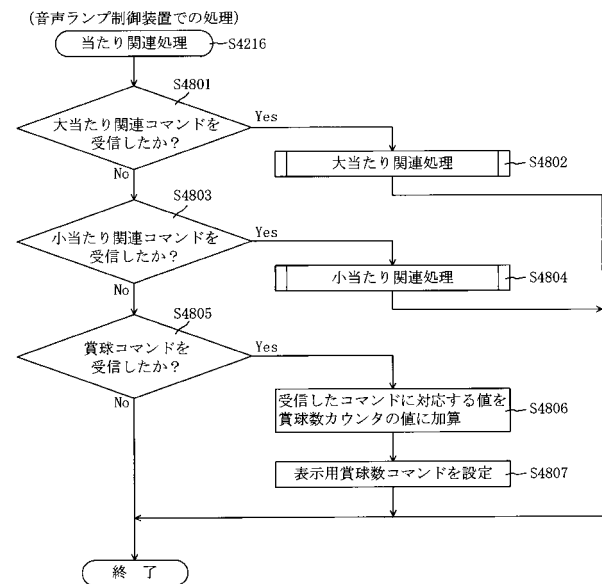 (音声ランプ制御装置での処理)
当たり関連処理
S4216
S4801
大当たり関連コマンドを
受信したか?
Yes
No
大当たり関連処理
S4802
S4803
小当たり関連コマンドを
受信したか?
Yes
No
小当たり関連処理
S4804
S4805
賞球コマンドを
受信したか?
Yes
No
受信したコマンドに対応する値を
賞球数カウンタの値に加算
S4806
表示用賞球数コマンドを設定
S4807
終 了